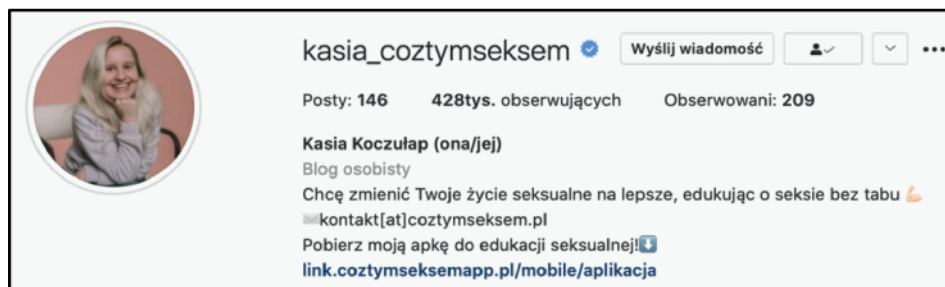 kasia_coztymseksem Wyślij wiadomość
Posty: 146 428tys. obserwujących Obserwowani: 209
Kasia Koczułap (ona/jej)
Blog osobisty
Chcę zmienić Twoje życie seksualne na lepsze, edukując o seksie bez tabu 💪🏻
✉️kontakt[at]coztymseksem.pl
Pobierz moją apkę do edukacji seksualnej!⬇️
link.coztymseksemapp.pl/mobile/aplikacja